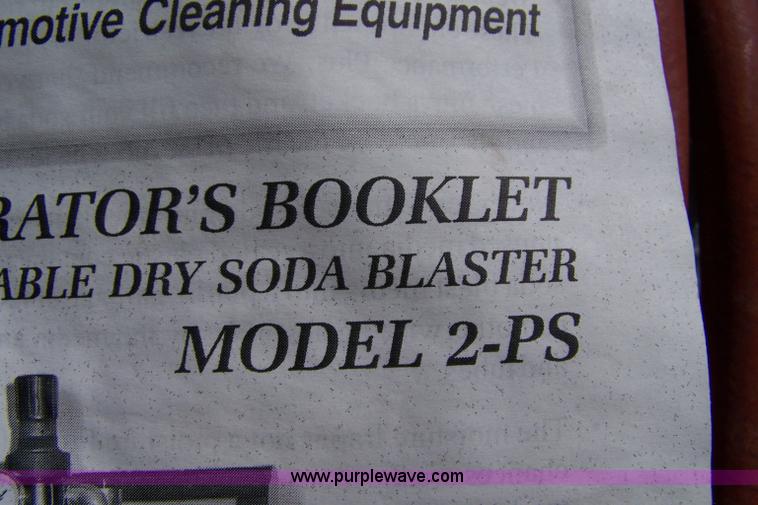 motive Cleaning Equipment
RATOR'S BOOKLET
ABLE DRY SODA BLASTER
MODEL 2-PS
www.purplewave.com